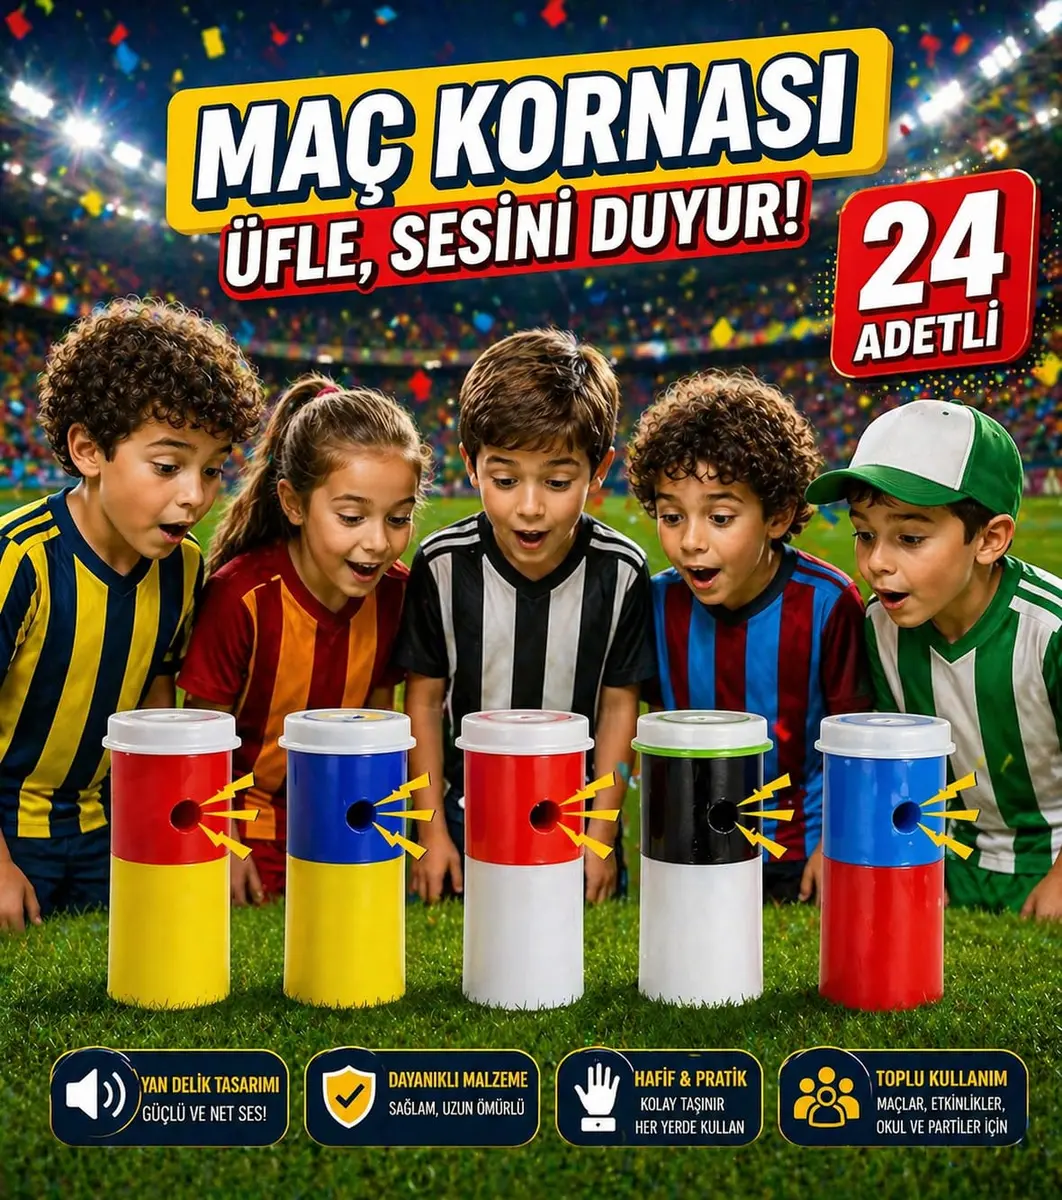 MAÇ KORNASI
ÜFLE, SESİNİ DUYUR!
24
ADETLİ
YAN DELİK TASARIMI
GÜÇLÜ VE NET SES!
DAYANIKLI MALZEME
SAĞLAM, UZUN ÖMÜRLÜ
HAFİF & PRATİK
KOLAY TAŞINIR
HER YERDE KULLAN
TOPLU KULLANIM
MAÇLAR, ETKİNLİKLER,
OKUL VE PARTİLER İÇİN